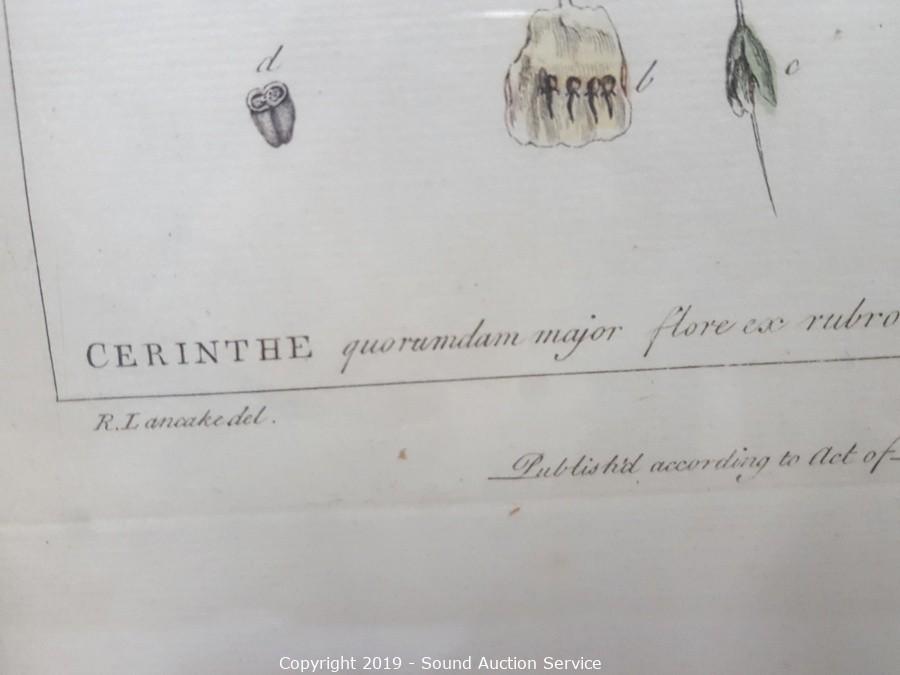 d
b
c
CERINTHE quorumdam major flore ex rubro
R. Lancake del.
Publish'd according to Act of
Copyright 2019 - Sound Auction Service